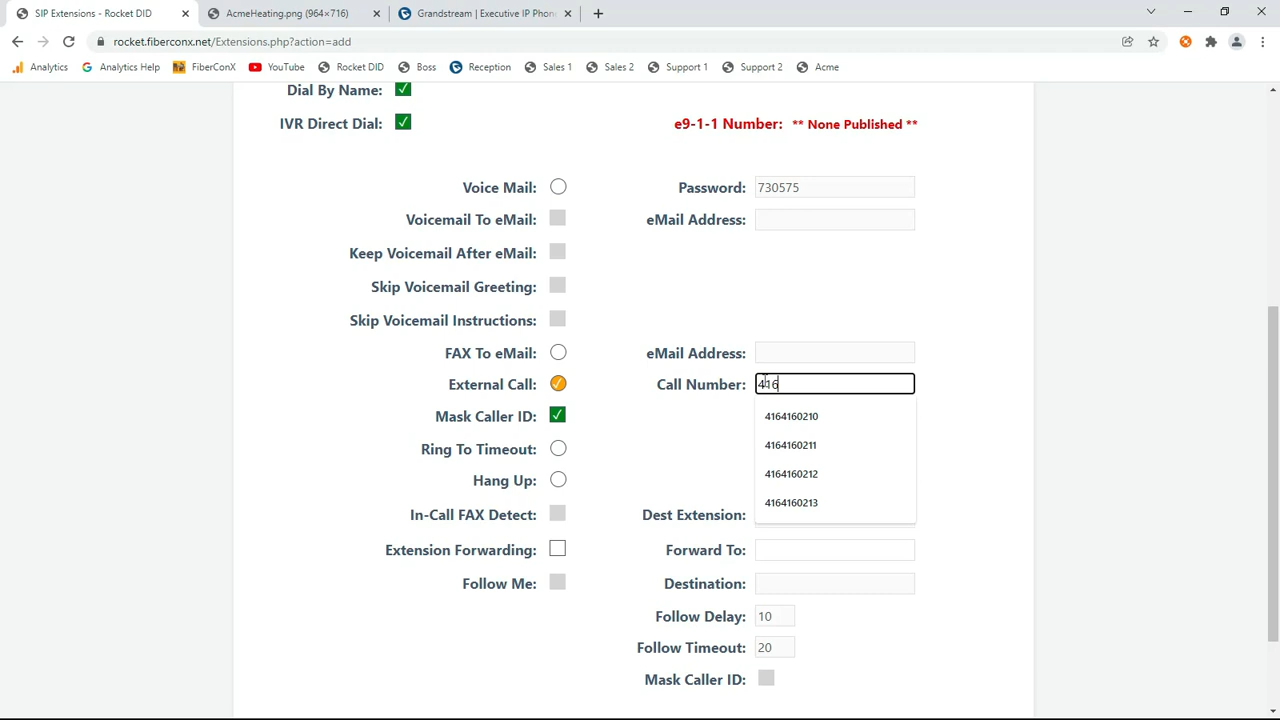 SIP Extensions - Rocket DID
AcmeHeating.png (964×716)
Grandstream | Executive IP Phon
rocket.fiberconx.net/Extensions.php?action=add
Analytics Analytics Help FiberConX YouTube Rocket DID Boss Reception Sales 1 Sales 2 Support 1 Support 2 Acme
Dial By Name:
IVR Direct Dial:
e9-1-1 Number: ** None Published **
Voice Mail: Password: 730575
Voicemail To eMail: eMail Address:
Keep Voicemail After eMail:
Skip Voicemail Greeting:
Skip Voicemail Instructions:
FAX To eMail: eMail Address:
External Call: Call Number: 416
Mask Caller ID: 4164160210
Ring To Timeout: 4164160211
4164160212
Hang Up: 4164160213
In-Call FAX Detect: Dest Extension:
Extension Forwarding: Forward To:
Follow Me: Destination:
Follow Delay: 10
Follow Timeout: 20
Mask Caller ID: